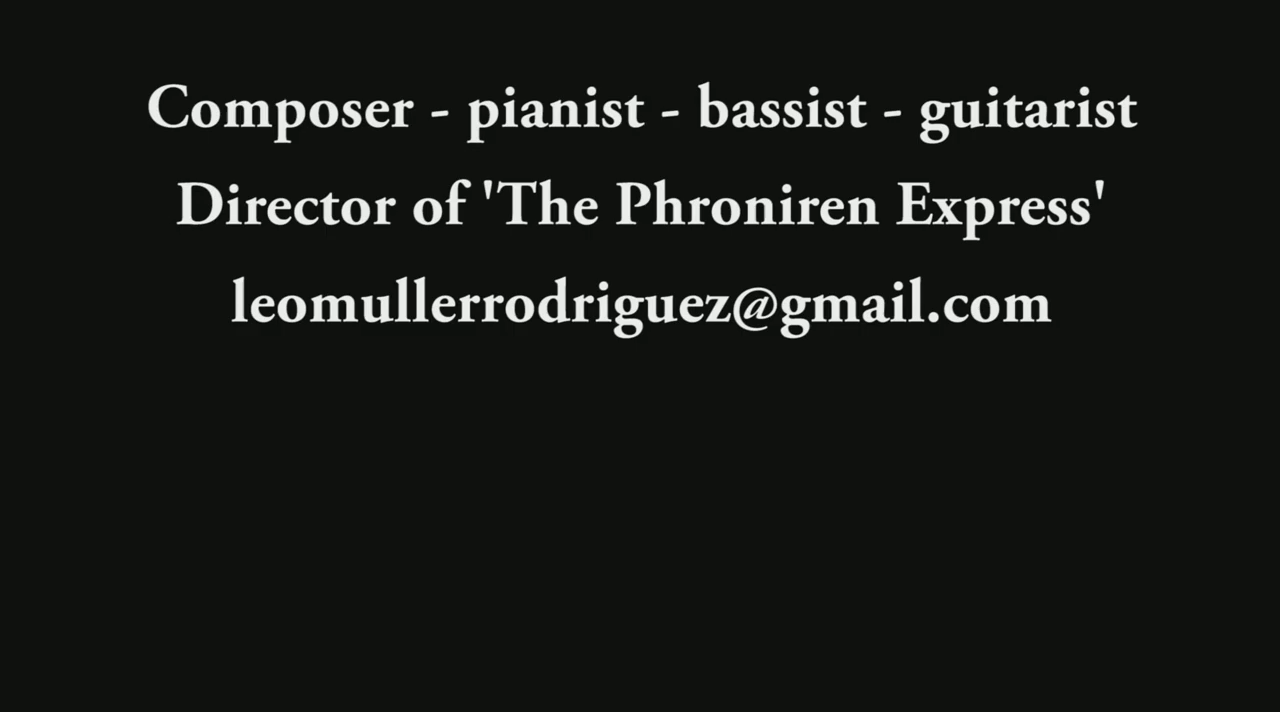 Composer - pianist - bassist - guitarist
Director of 'The Phroniren Express'
leomullerrodriguez@gmail.com